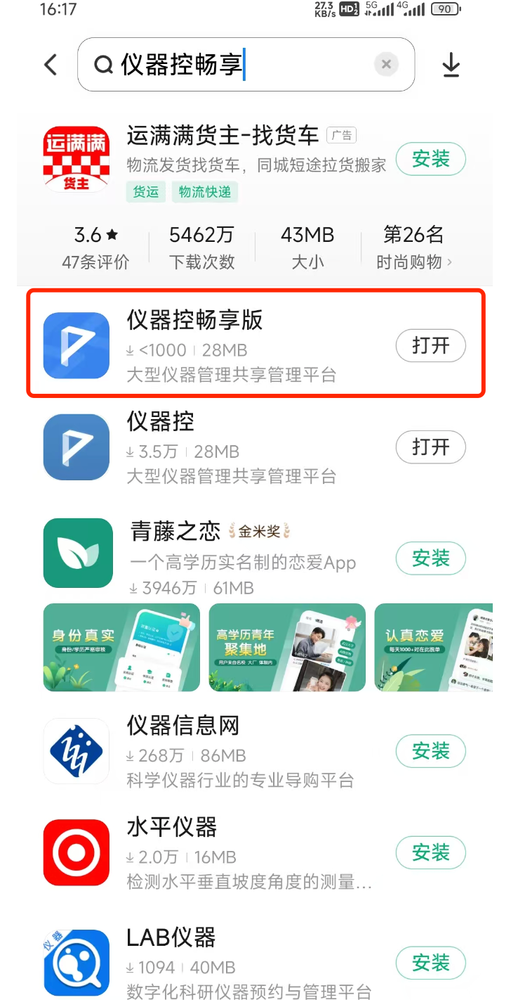 16:17 27.3 KB/s HD 1 2 5G 4G 90
仪器控畅享
运满满 货主
运满满货主-找货车 广告
物流发货找货车，同城短途拉货搬家
安装
货运 物流快递
3.6★ 5462万 43MB 第26名
47条评价 下载次数 大小 时尚购物
仪器控畅享版
<1000 28MB
大型仪器管理共享管理平台
打开
仪器控
3.5万 28MB
大型仪器管理共享管理平台
打开
青藤之恋 金米奖
一个高学历实名制的恋爱App
3946万 61MB
安装
身份真实
身份/学历严格审核
高学历青年
聚集地
用户来自名校 大厂 体制内
认真恋爱
每天1000+对在此脱单
仪器信息网
268万 86MB
科学仪器行业的专业导购平台
安装
水平仪器
2.0万 16MB
检测水平垂直坡度角度的测量...
安装
仪器
LAB仪器
1094 40MB
数字化科研仪器预约与管理平台
安装